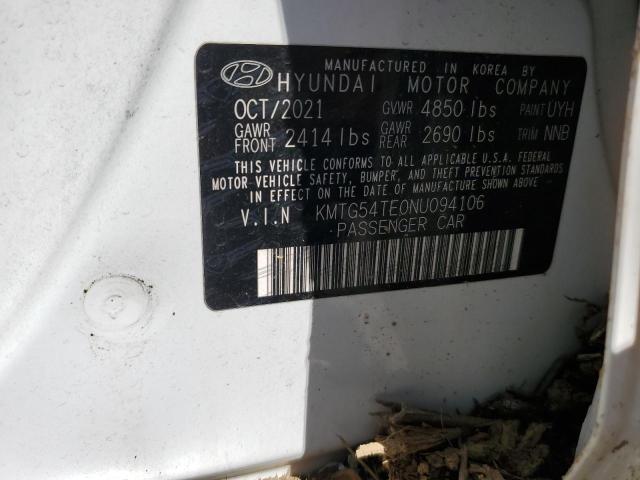 MANUFACTURED IN KOREA BY
HYUNDAI MOTOR COMPANY
OCT/2021 GVWR 4850 lbs PAINT UYH
GAWR FRONT 2414 lbs GAWR REAR 2690 lbs TRIM NNB
THIS VEHICLE CONFORMS TO ALL APPLICABLE U.S.A. FEDERAL
MOTOR VEHICLE SAFETY, BUMPER, AND THEFT PREVENTION STANDARDS
IN EFFECT ON THE DATE OF MANUFACTURE SHOWN ABOVE.
V.I.N KMTG54TE0NU094106
PASSENGER CAR